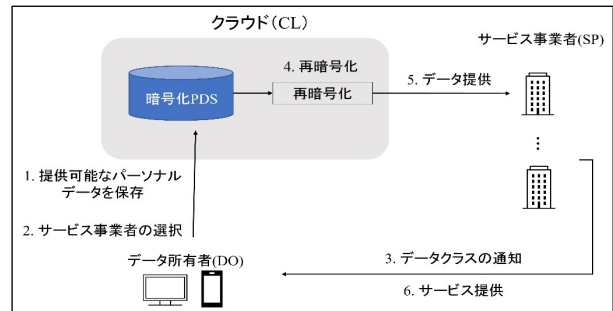 クラウド(CL)
サービス事業者(SP)
4. 再暗号化
5. データ提供
暗号化PDS
再暗号化
1. 提供可能なパーソナル
データを保存
2. サービス事業者の選択
データ所有者(DO)
3. データクラスの通知
6. サービス提供